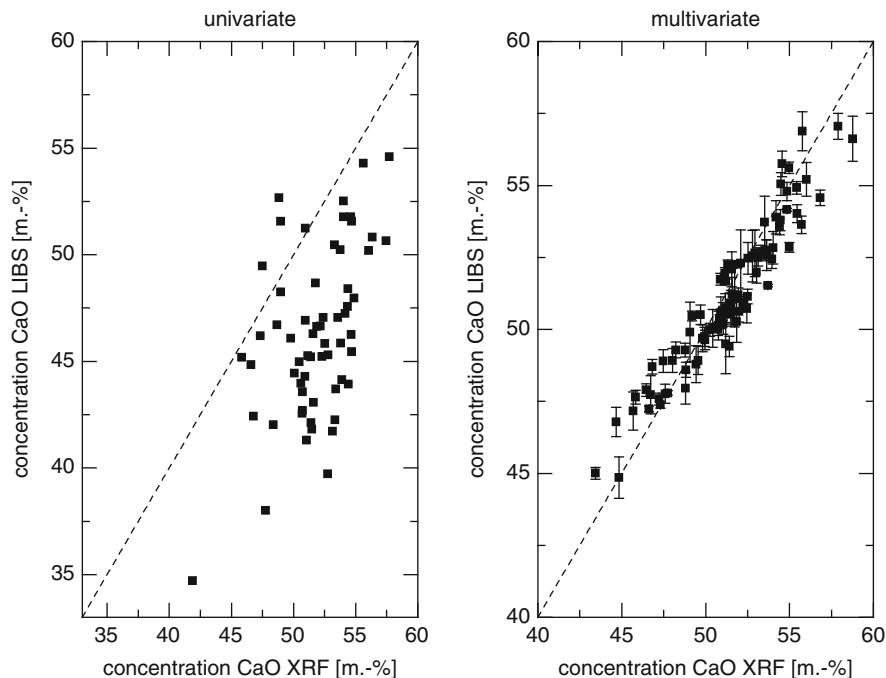 univariate
60
55
50
45
40
35
concentration CaO LIBS [m.-%]
35 40 45 50 55 60
concentration CaO XRF [m.-%]
multivariate
60
55
50
45
40
concentration CaO LIBS [m.-%]
40 45 50 55 60
concentration CaO XRF [m.-%]